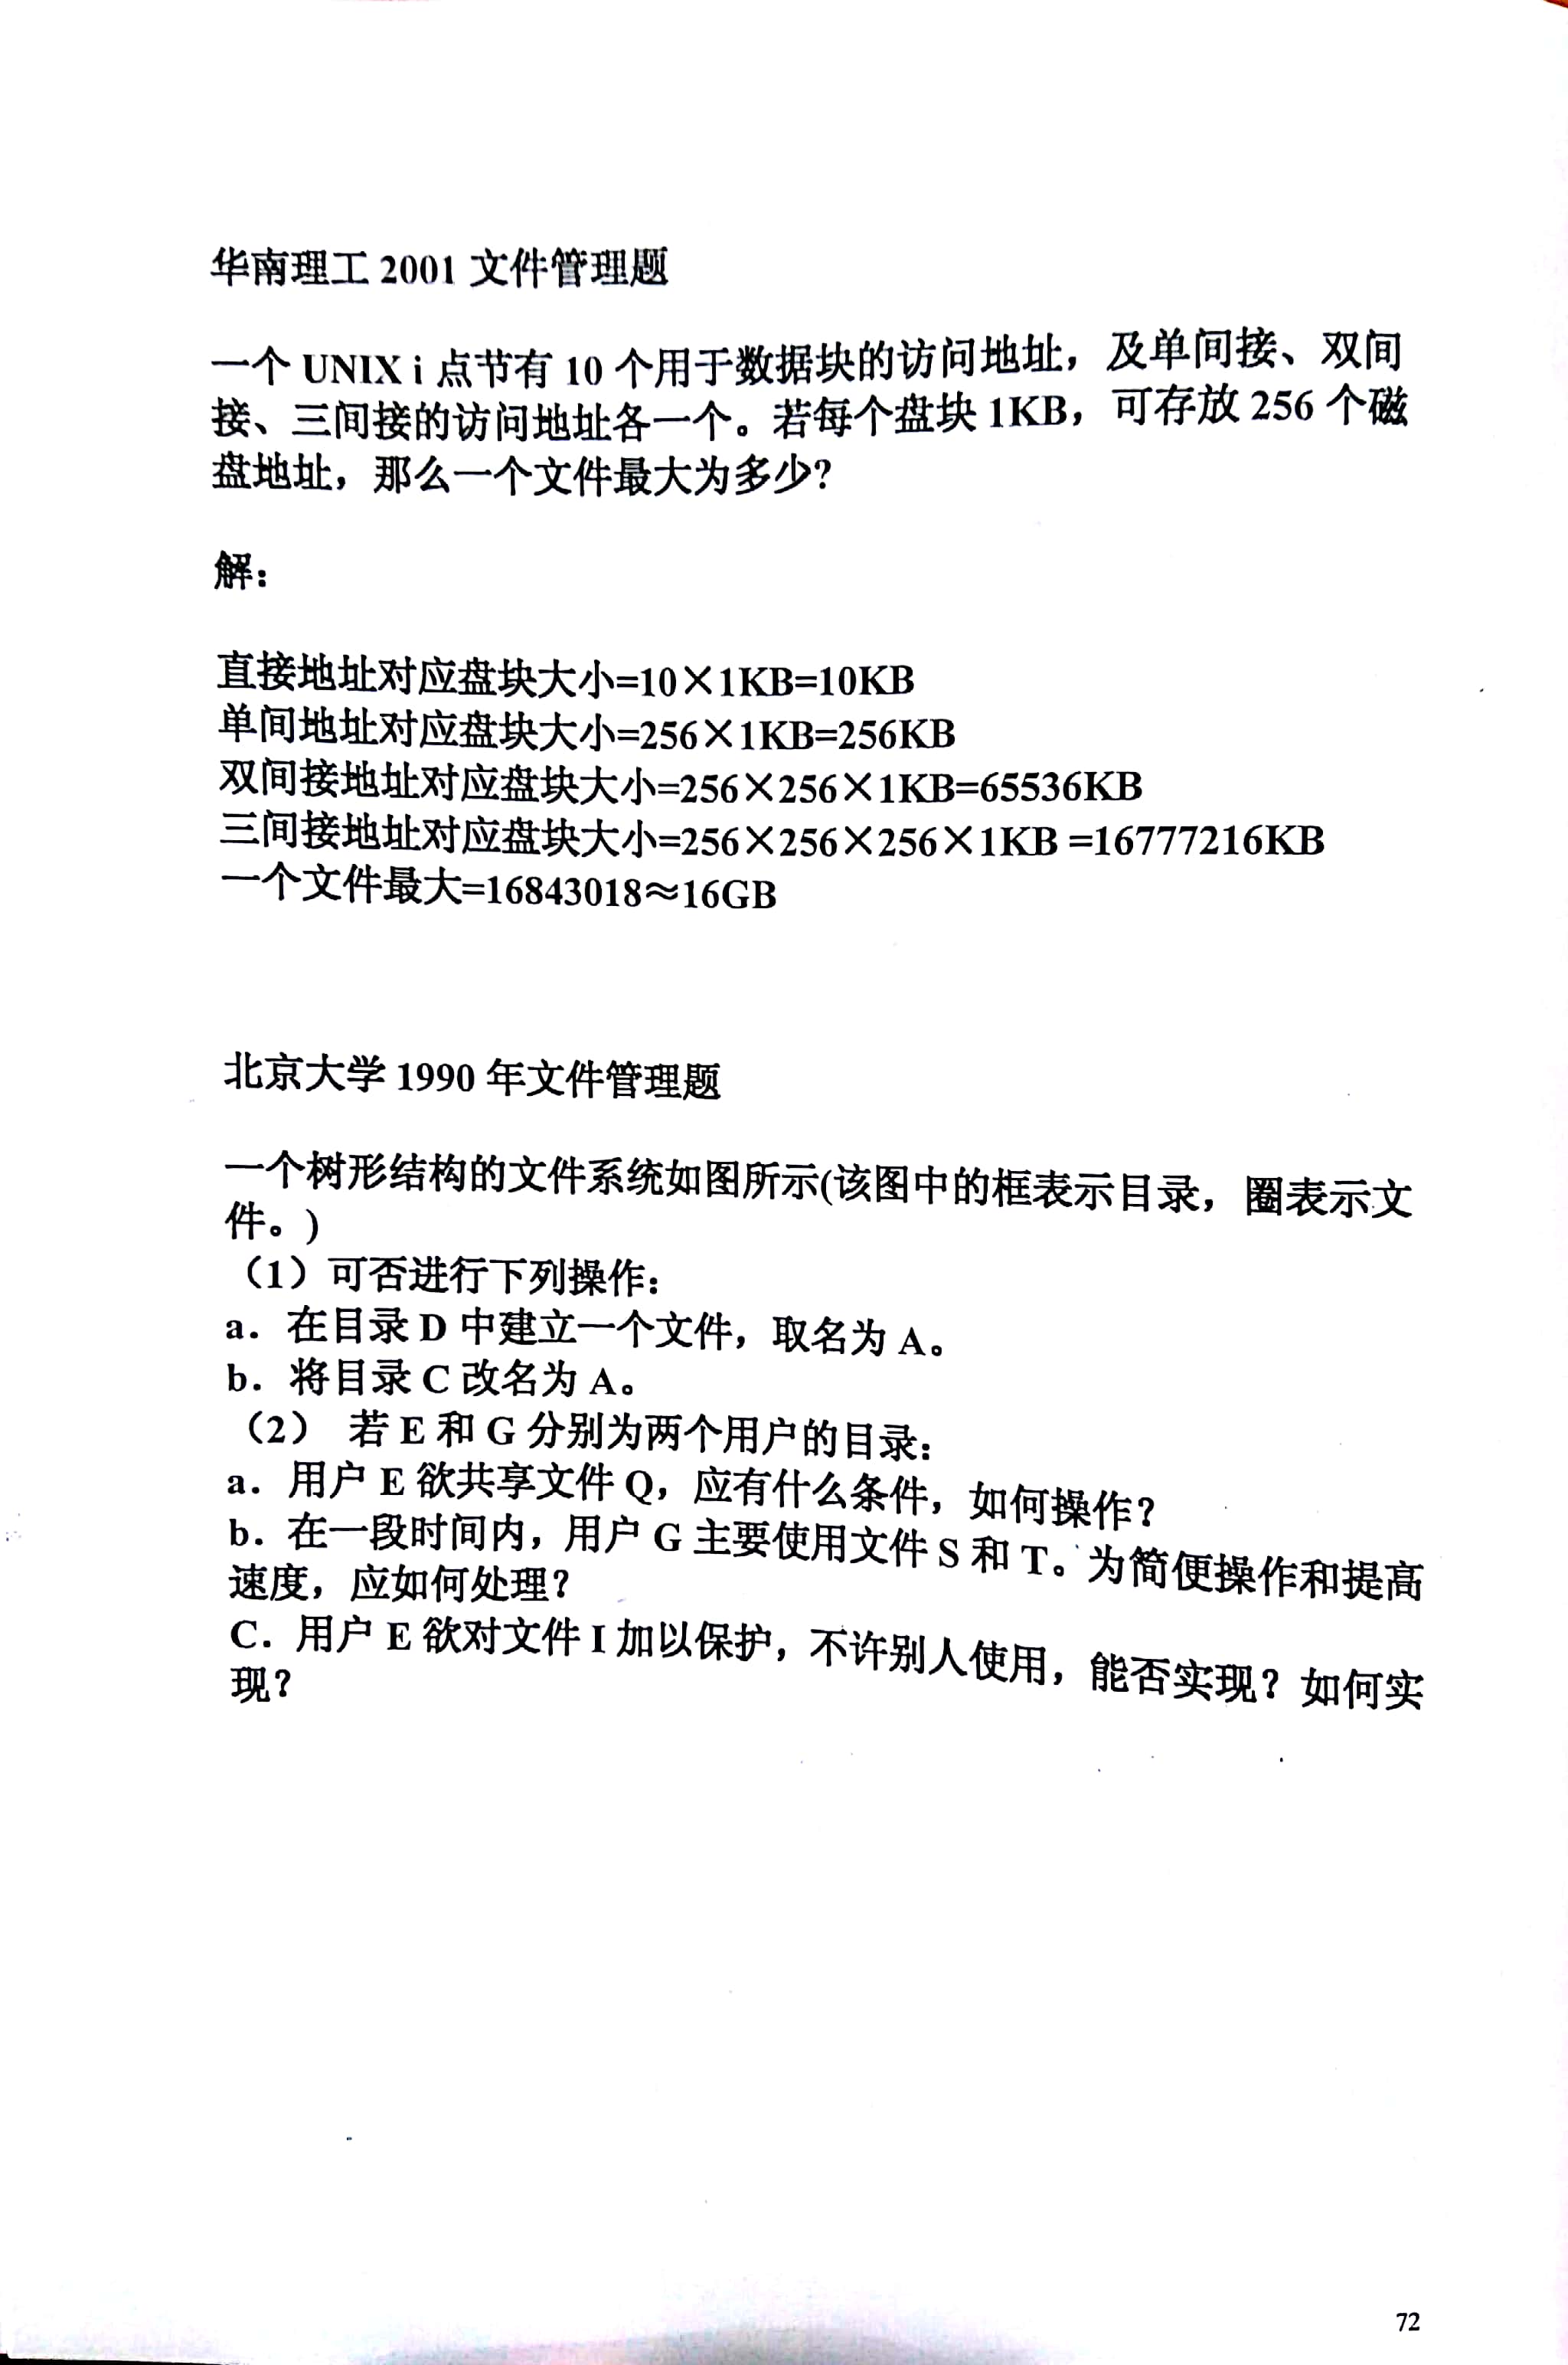 华南理工 2001 文件管理题
一个 UNIX i 点节有 10 个用于数据块的访问地址，及单间接、双间
接、三间接的访问地址各一个。若每个盘块 1KB，可存放 256 个磁
盘地址，那么一个文件最大为多少？
解：
直接地址对应盘块大小=10×1KB=10KB
单间地址对应盘块大小=256×1KB=256KB
双间接地址对应盘块大小=256×256×1KB=65536KB
三间接地址对应盘块大小=256×256×256×1KB =16777216KB
一个文件最大=16843018≈16GB
北京大学 1990 年文件管理题
一个树形结构的文件系统如图所示(该图中的框表示目录，圈表示文
件。)
（1）可否进行下列操作：
a．在目录 D 中建立一个文件，取名为 A。
b．将目录 C 改名为 A。
（2） 若 E 和 G 分别为两个用户的目录：
a．用户 E 欲共享文件 Q，应有什么条件，如何操作？
b．在一段时间内，用户 G 主要使用文件 S 和 T。为简便操作和提高
速度，应如何处理？
C．用户 E 欲对文件 I 加以保护，不许别人使用，能否实现？如何实
现？
72